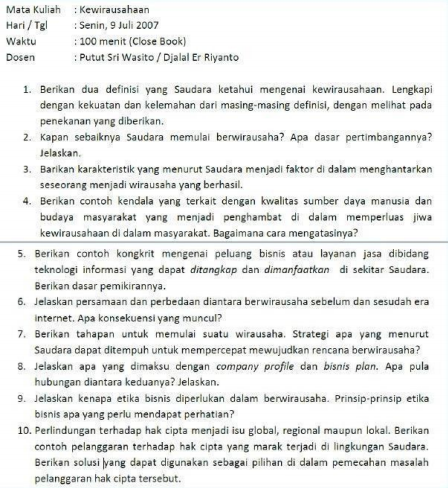 Mata Kuliah : Kewirausahaan
Hari / Tgl : Senin, 9 Juli 2007
Waktu : 100 menit (Close Book)
Dosen : Putut Sri Wasito / Djalal Er Riyanto
1. Berikan dua definisi yang Saudara ketahui mengenai kewirausahaan. Lengkapi
dengan kekuatan dan kelemahan dari masing-masing definisi, dengan melihat pada
penekanan yang diberikan.
2. Kapan sebaiknya Saudara memulai berwirausaha? Apa dasar pertimbangannya?
Jelaskan.
3. Barikan karakteristik yang menurut Saudara menjadi faktor di dalam menghantarkan
seseorang menjadi wirausaha yang berhasil.
4. Berikan contoh kendala yang terkait dengan kwalitas sumber daya manusia dan
budaya masyarakat yang menjadi penghambat di dalam memperluas jiwa
kewirausahaan di dalam masyarakat. Bagaimana cara mengatasinya?
5. Berikan contoh kongkrit mengenai peluang bisnis atau layanan jasa dibidang
teknologi informasi yang dapat ditangkap dan dimanfaatkan di sekitar Saudara.
Berikan dasar pemikirannya.
6. Jelaskan persamaan dan perbedaan diantara berwirausaha sebelum dan sesudah era
internet. Apa konsekuensi yang muncul?
7. Berikan tahapan untuk memulai suatu wirausaha. Strategi apa yang menurut
Saudara dapat ditempuh untuk mempercepat mewujudkan rencana berwirausaha?
8. Jelaskan apa yang dimaksu dengan company profile dan bisnis plan. Apa pula
hubungan diantara keduanya? Jelaskan.
9. Jelaskan kenapa etika bisnis diperlukan dalam berwirausaha. Prinsip-prinsip etika
bisnis apa yang perlu mendapat perhatian?
10. Perlindungan terhadap hak cipta menjadi isu global, regional maupun lokal. Berikan
contoh pelanggaran terhadap hak cipta yang marak terjadi di lingkungan Saudara.
Berikan solusi yang dapat digunakan sebagai pilihan di dalam pemecahan masalah
pelanggaran hak cipta tersebut.